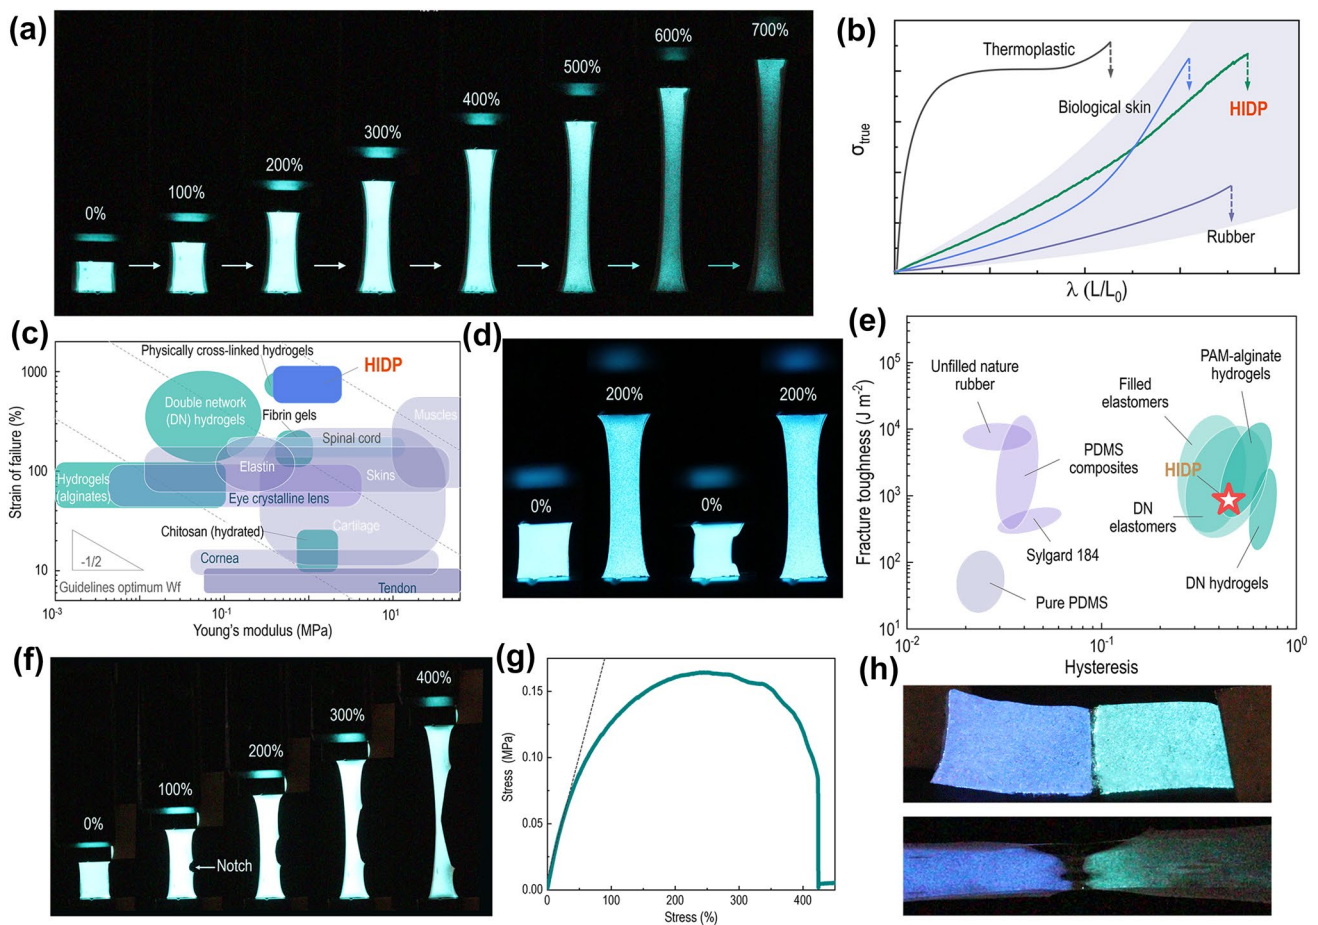 (a)
0%
100%
200%
300%
400%
500%
600%
700%
(b)
σtrue
Thermoplastic
Biological skin
HIDP
Rubber
λ (L/L0)
(c)
Strain of failure (%)
1000
100
10
Physically cross-linked hydrogels
HIDP
Double network
(DN) hydrogels
Fibrin gels
Muscles
Spinal cord
Elastin
Skins
Hydrogels
(alginates)
Eye crystalline lens
Chitosan (hydrated)
Cartilage
Cornea
-1/2
Guidelines optimum Wf
Tendon
10-3
10-1
101
Young's modulus (MPa)
(d)
0%
200%
0%
200%
(e)
Fracture toughness (J m-2)
105
104
103
102
101
Unfilled nature
rubber
Filled
elastomers
PAM-alginate
hydrogels
PDMS
composites
HIDP
DN
elastomers
Sylgard 184
DN hydrogels
Pure PDMS
10-2
10-1
100
Hysteresis
(f)
0%
100%
200%
300%
400%
Notch
(g)
Stress (MPa)
0.15
0.10
0.05
0.00
0
100
200
300
400
Stress (%)
(h)